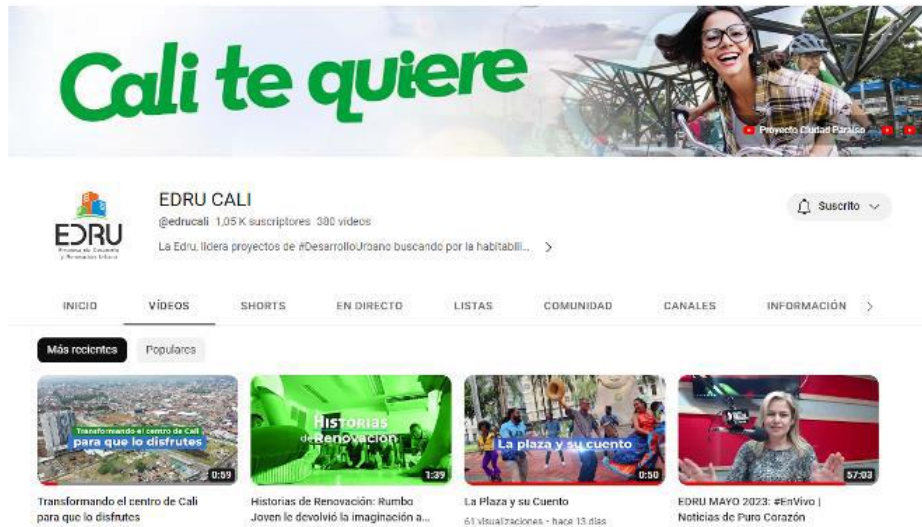 Cali te quiere
Proyecto Ciudad Paraíso
EDRU
EDRU CALI
@edrucali 1,05 K suscriptores 380 vídeos
La Edru, lidera proyectos de #DesarrolloUrbano buscando por la habitabili...
Suscrito
INICIO VÍDEOS SHORTS EN DIRECTO LISTAS COMUNIDAD CANALES INFORMACIÓN
Más recientes Populares
Transformando el centro de Cali
para que lo disfrutes
0:59
HISTORIAS
de RENOVACIÓN
1:39
La plaza y su cuento
0:50
57:03
Transformando el centro de Cali
para que lo disfrutes
Historias de Renovación: Rumbo
Joven le devolvió la imaginación a...
La Plaza y su Cuento
61 visualizaciones • hace 13 días
EDRU MAYO 2023: #EnVivo |
Noticias de Puro Corazón